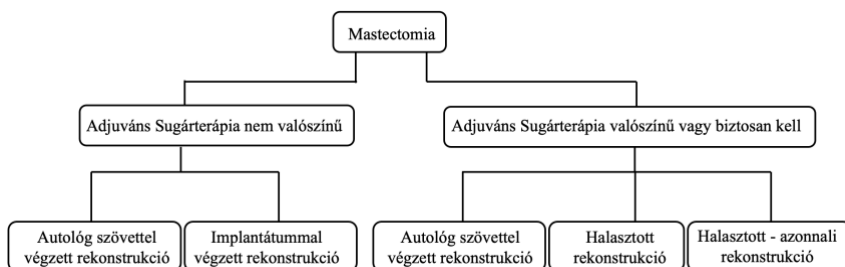 Mastectomia
Adjuváns Sugárterápia nem valószínű
Adjuváns Sugárterápia valószínű vagy biztosan kell
Autológ szövettel
végzett rekonstrukció
Implantátummal
végzett rekonstrukció
Autológ szövettel
végzett rekonstrukció
Halasztott
rekonstrukció
Halasztott - azonnali
rekonstrukció